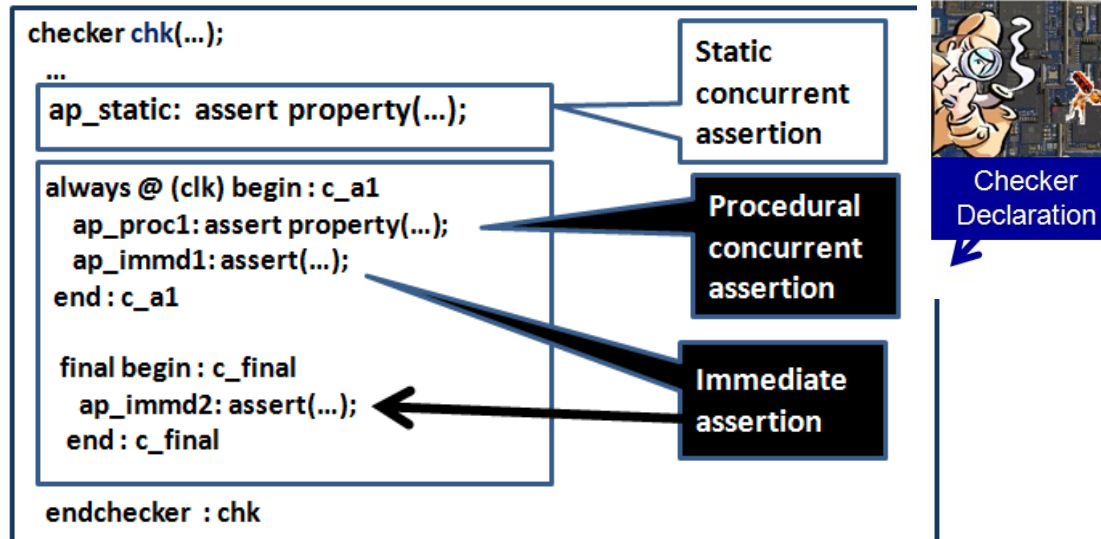 checker chk(...);
...
ap_static: assert property(...);
Static
concurrent
assertion
always @ (clk) begin : c_a1
ap_proc1: assert property(...);
ap_immd1: assert(...);
end : c_a1
Procedural
concurrent
assertion
final begin : c_final
ap_immd2: assert(...);
end : c_final
Immediate
assertion
endchecker : chk
Checker
Declaration